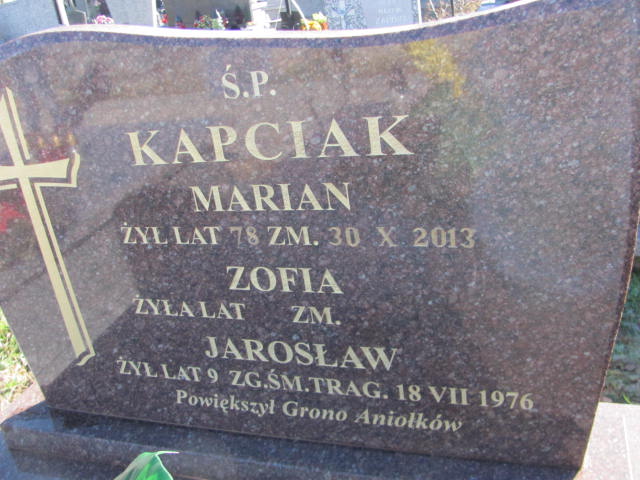 Ś.P.
KAPCIAK
MARIAN
ŻYŁ LAT 78 ZM. 30 X 2013
ZOFIA
ŻYŁA LAT ZM.
JAROSŁAW
ŻYŁ LAT 9 ZG.ŚM.TRAG. 18 VII 1976
Powiększył Grono Aniołków